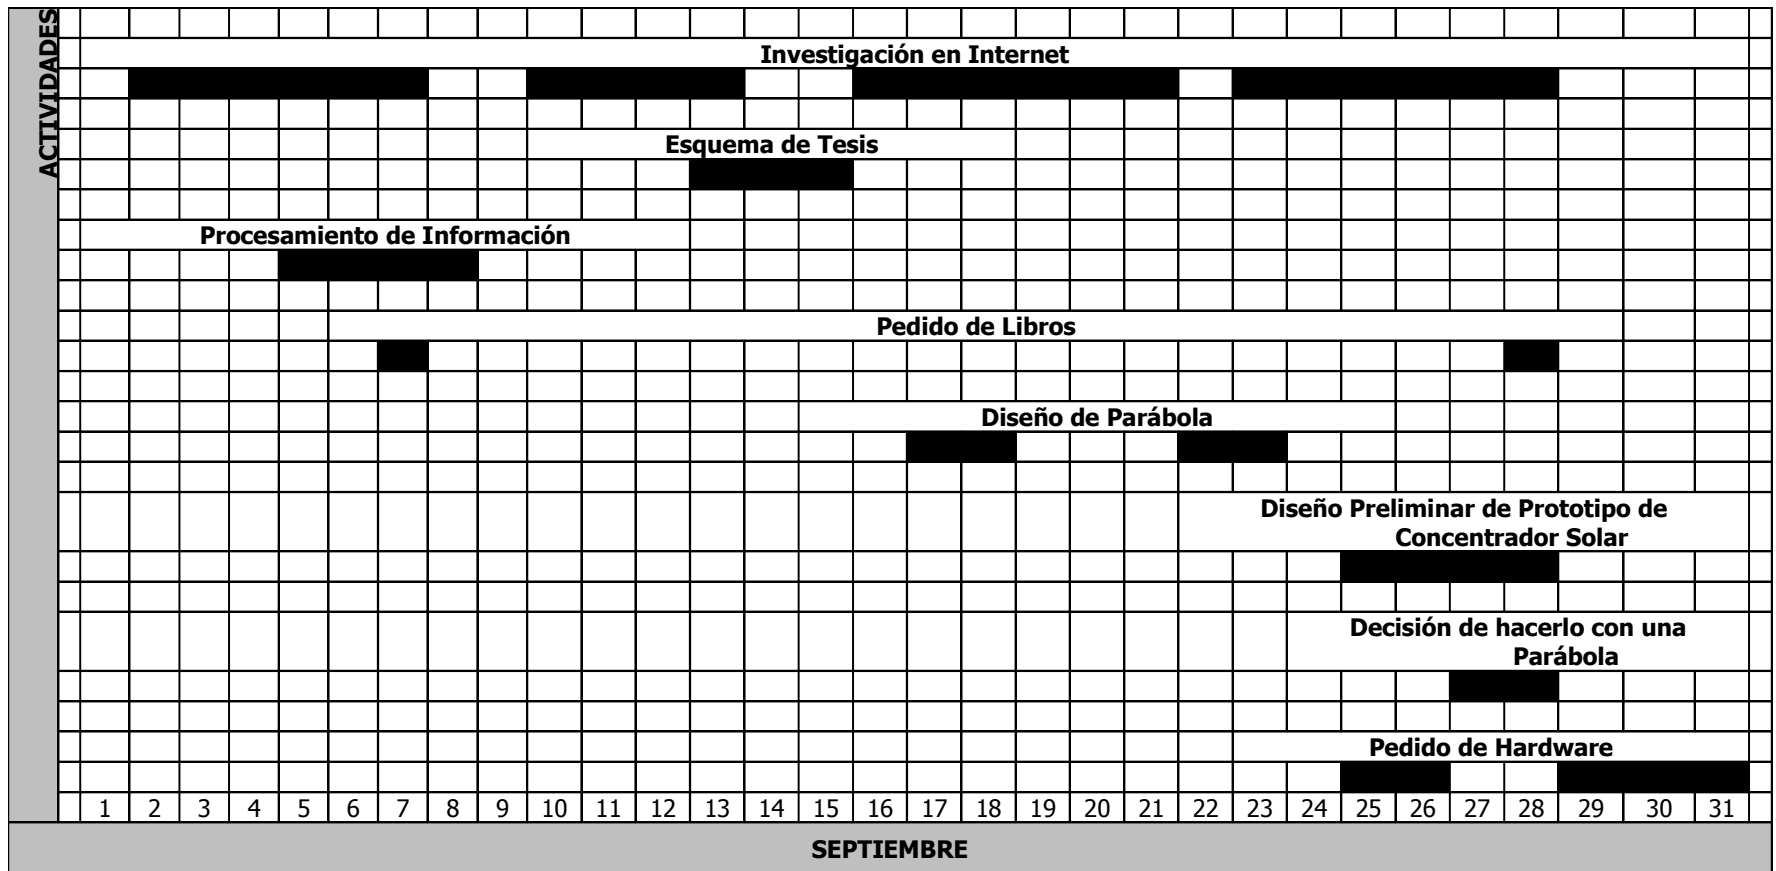 ACTIVIDADES
Investigación en Internet
Esquema de Tesis
Procesamiento de Información
Pedido de Libros
Diseño de Parábola
Diseño Preliminar de Prototipo de
Concentrador Solar
Decisión de hacerlo con una
Parábola
Pedido de Hardware
1 2 3 4 5 6 7 8 9 10 11 12 13 14 15 16 17 18 19 20 21 22 23 24 25 26 27 28 29 30 31
SEPTIEMBRE